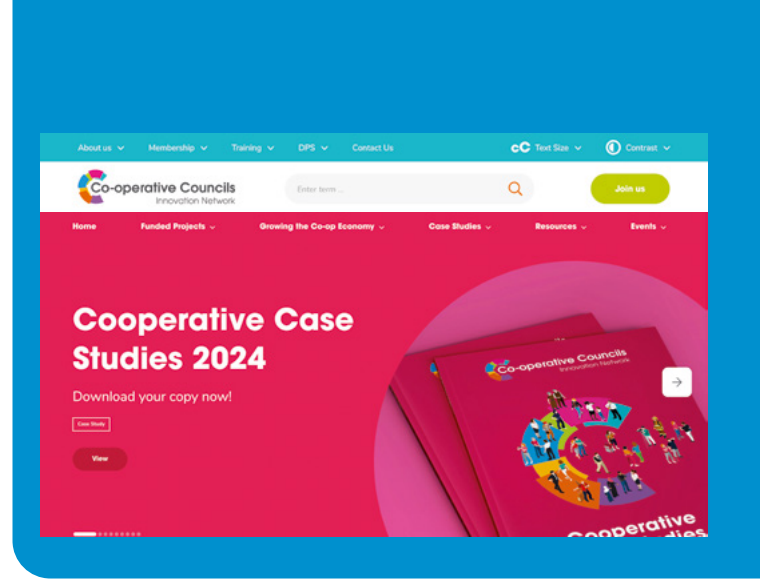 About us Membership Training DPS Contact Us cC Text Size Contrast
Co-operative Councils
Innovation Network
Enter term ...
Join us
Home Funded Projects Growing the Co-op Economy Case Studies Resources Events
Cooperative Case
Studies 2024
Download your copy now!
Case Study
View
Co-operative Councils
Innovation Network
Cooperative